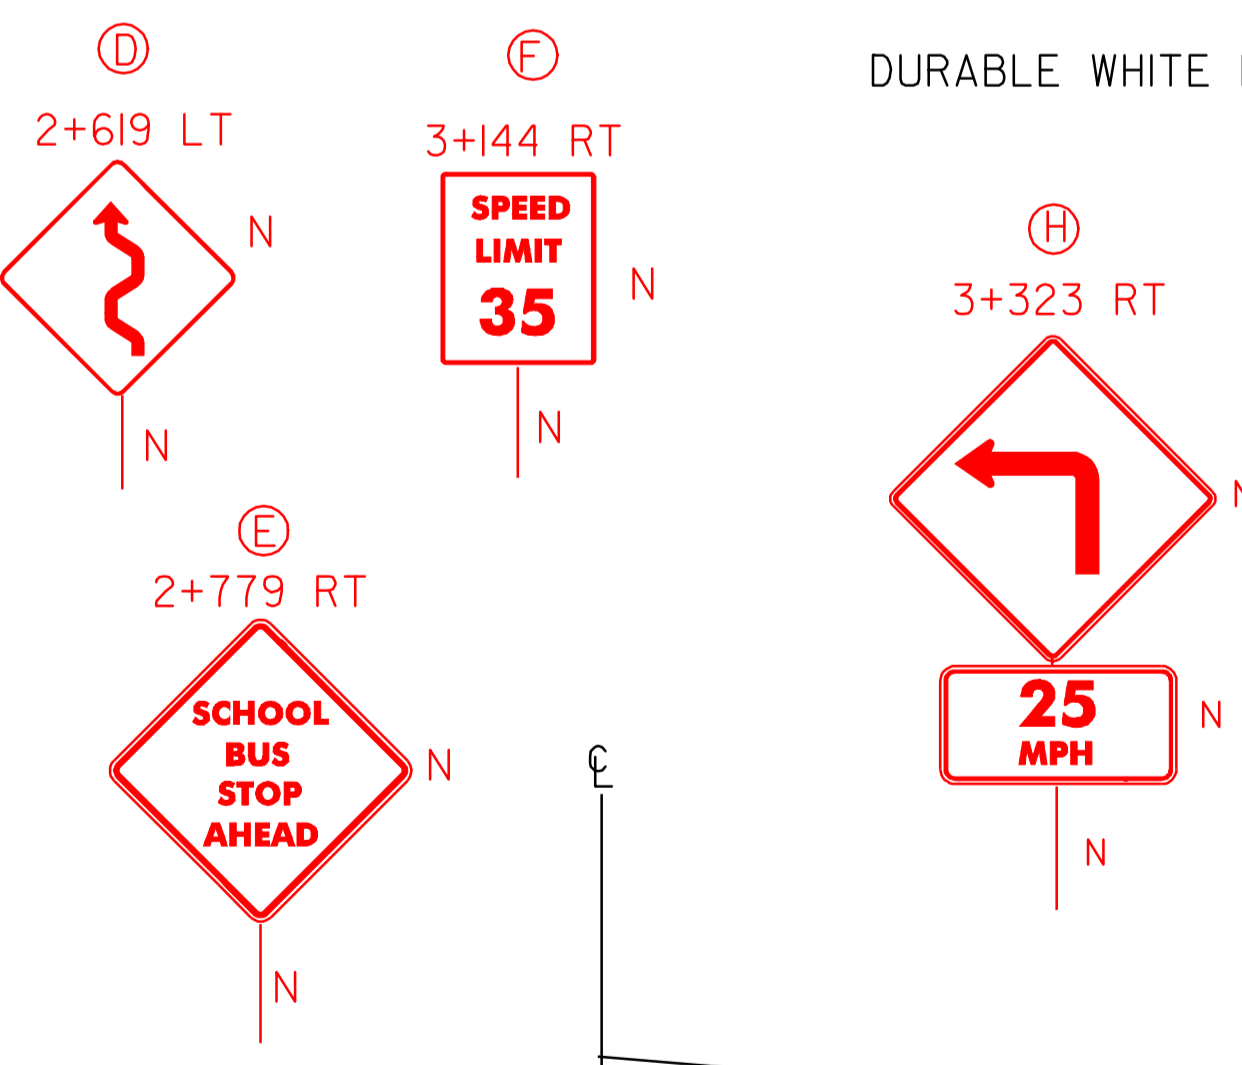 D
2+619 LT
N
N
F
3+144 RT
SPEED
LIMIT
35
N
N
DURABLE WHITE
H
3+323 RT
25
MPH
N
N
E
2+779 RT
SCHOOL
BUS
STOP
AHEAD
N
N
℄